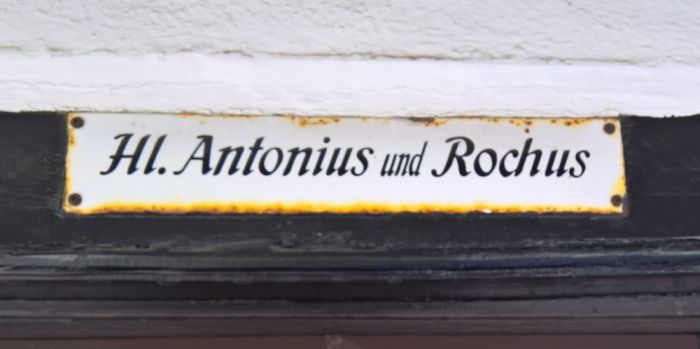 Hl. Antonius und Rochus